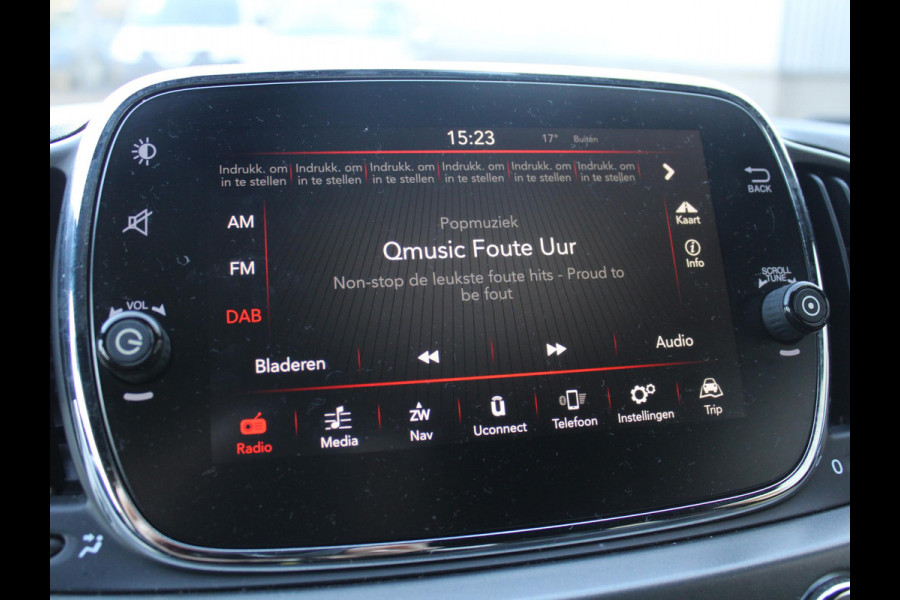 15:23 17° Buiten
Indrukk. om Indrukk. om Indrukk. om Indrukk. om Indrukk. om Indrukk. om
in te stellen in te stellen in te stellen in te stellen in te stellen in te stellen
BACK
AM
Popmuziek
Kaart
Qmusic Foute Uur
FM
Info
Non-stop de leukste foute hits - Proud to
be fout
SCROLL
TUNE
VOL
DAB
Bladeren
Audio
Radio
Media
ZW
Nav
Uconnect
Telefoon
Instellingen
Trip
0